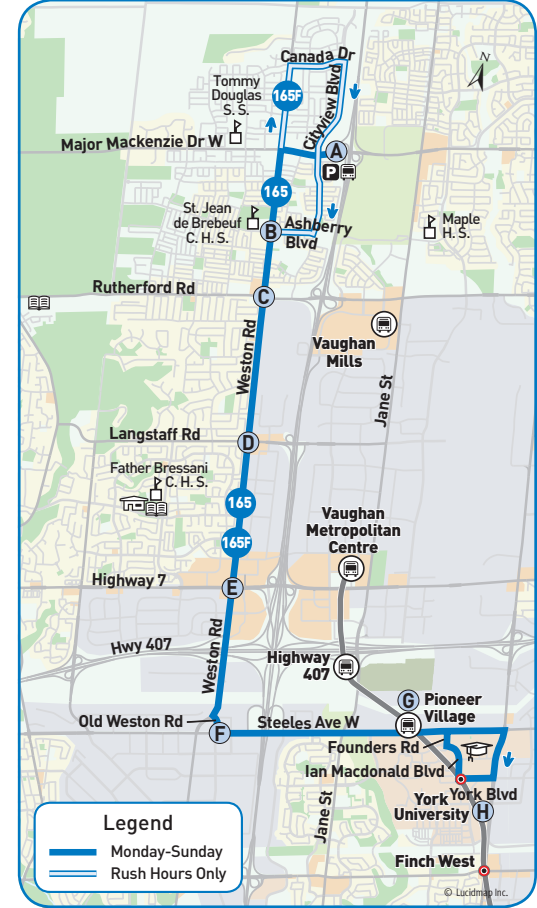 Canada Dr
N
Tommy
Douglas
S. S.
165F
Cityview Blvd
Major Mackenzie Dr W
A
P
165
St. Jean
de Brebeuf
C. H. S.
B
Ashberry
Blvd
Maple
H. S.
Rutherford Rd
C
Vaughan
Mills
Weston Rd
Jane St
Langstaff Rd
D
Father Bressani
C. H. S.
165
165F
Vaughan
Metropolitan
Centre
Highway 7
E
Hwy 407
Weston Rd
Highway
407
G
Pioneer
Village
Old Weston Rd
F
Steeles Ave W
Founders Rd
Ian Macdonald Blvd
Jane St
York Blvd
York
University
H
Finch West
Legend
Monday-Sunday
Rush Hours Only
© Lucidmap Inc.